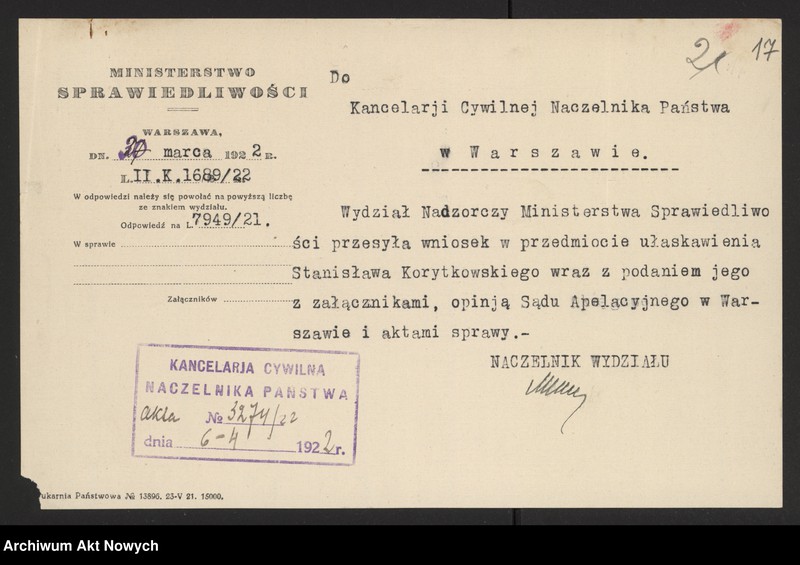 21 17
MINISTERSTWO
SPRAWIEDLIWOŚCI
WARSZAWA,
DN. marca 1922 R.
L. II.K.1689/22
W odpowiedzi należy się powołać na powyższą liczbę
ze znakiem wydziału.
Odpowiedź na L. 7949/21.
W sprawie
Załączników
Do
Kancelarji Cywilnej Naczelnika Państwa
w Warszawie.
Wydział Nadzorczy Ministerstwa Sprawiedliwo
ści przesyła wniosek w przedmiocie ułaskawienia
Stanisława Korytkowskiego wraz z podaniem jego
z załącznikami, opinją Sądu Apelacyjnego w War-
szawie i aktami sprawy.-
NACZELNIK WYDZIAŁU
KANCELARJA CYWILNA
NACZELNIKA PAŃSTWA
akta № 3274/22
dnia 6-4 1922 r.
ukarnia Państwowa № 13896. 23-V 21. 15000.
Archiwum Akt Nowych